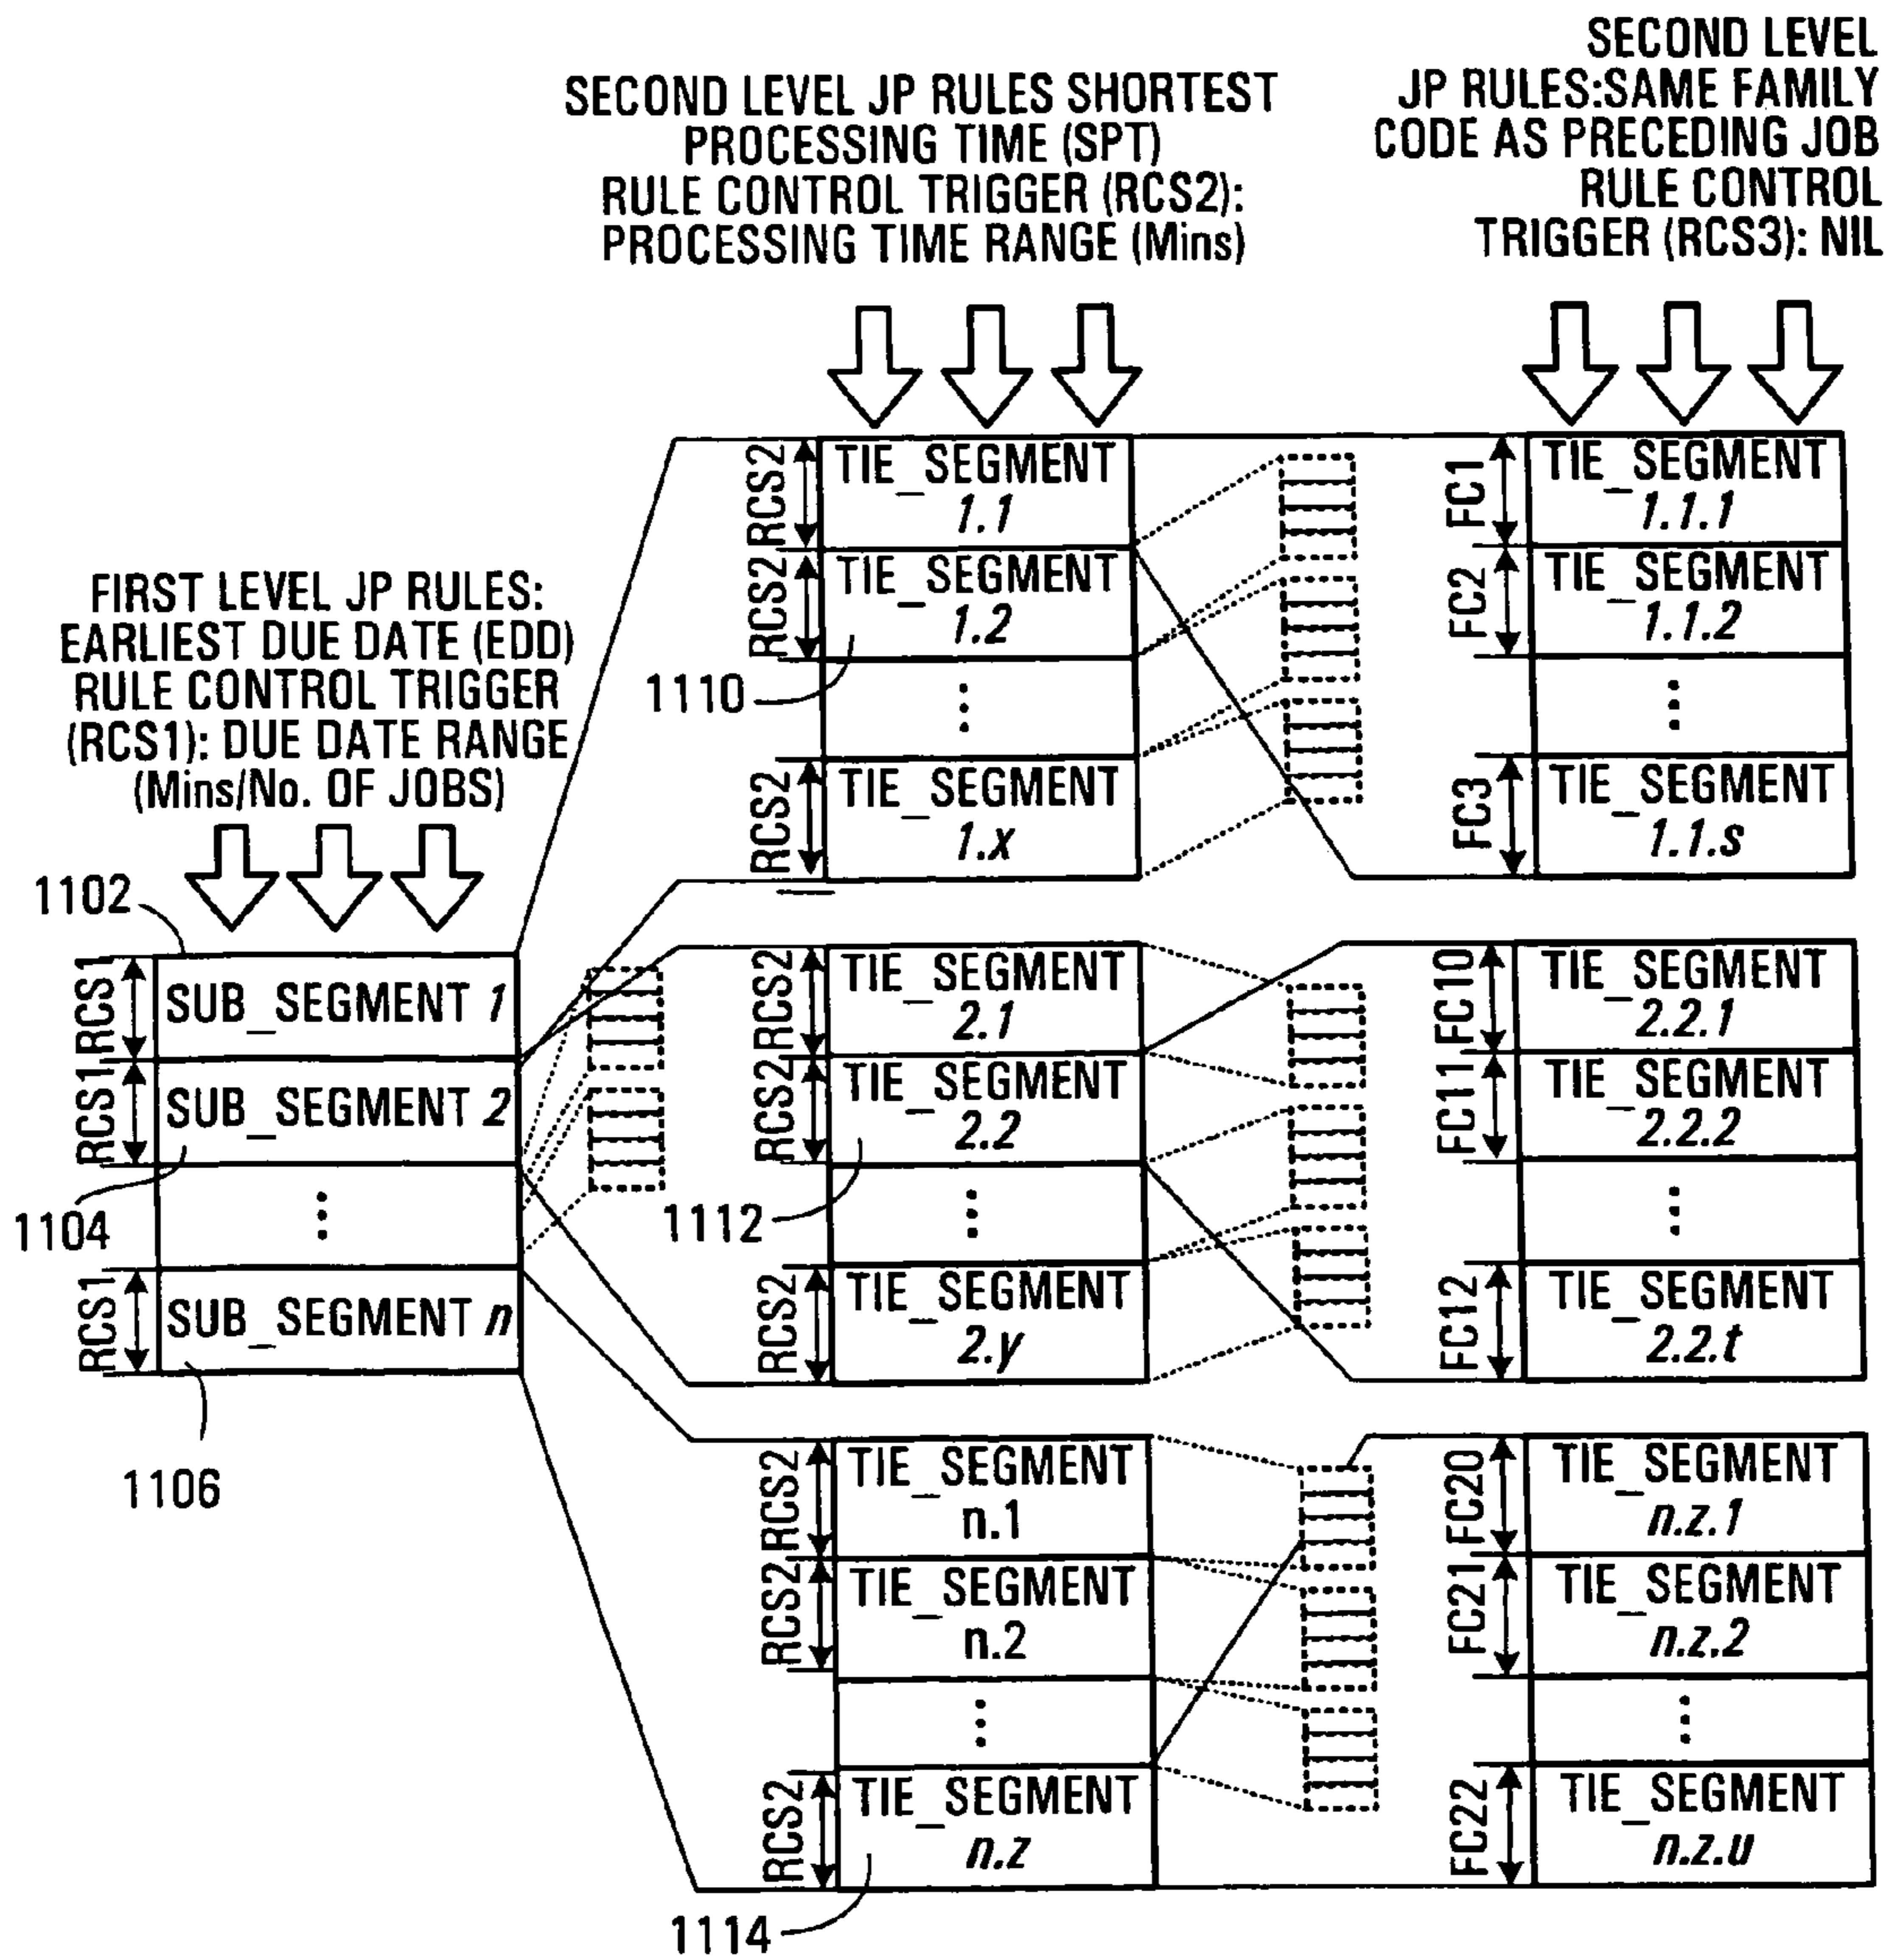 SECOND LEVEL
JP RULES:SAME FAMILY
CODE AS PRECEDING JOB
RULE CONTROL
TRIGGER (RCS3): NIL
SECOND LEVEL JP RULES SHORTEST
PROCESSING TIME (SPT)
RULE CONTROL TRIGGER (RCS2):
PROCESSING TIME RANGE (Mins)
FIRST LEVEL JP RULES:
EARLIEST DUE DATE (EDD)
RULE CONTROL TRIGGER
(RCS1): DUE DATE RANGE
(Mins/No. OF JOBS)
1102
RCS1
SUB_SEGMENT 1
RCS1
SUB_SEGMENT 2
1104
RCS1
SUB_SEGMENT n
1106
RCS2
TIE_SEGMENT
1.1
RCS2
TIE_SEGMENT
1.2
1110
RCS2
TIE_SEGMENT
1.x
FC1
TIE_SEGMENT
1.1.1
FC2
TIE_SEGMENT
1.1.2
FC3
TIE_SEGMENT
1.1.s
RCS2
TIE_SEGMENT
2.1
RCS2
TIE_SEGMENT
2.2
1112
RCS2
TIE_SEGMENT
2.y
FC10
TIE_SEGMENT
2.2.1
FC11
TIE_SEGMENT
2.2.2
FC12
TIE_SEGMENT
2.2.t
RCS2
TIE_SEGMENT
n.1
RCS2
TIE_SEGMENT
n.2
RCS2
TIE_SEGMENT
n.z
1114
FC20
TIE_SEGMENT
n.z.1
FC21
TIE_SEGMENT
n.z.2
FC22
TIE_SEGMENT
n.z.u